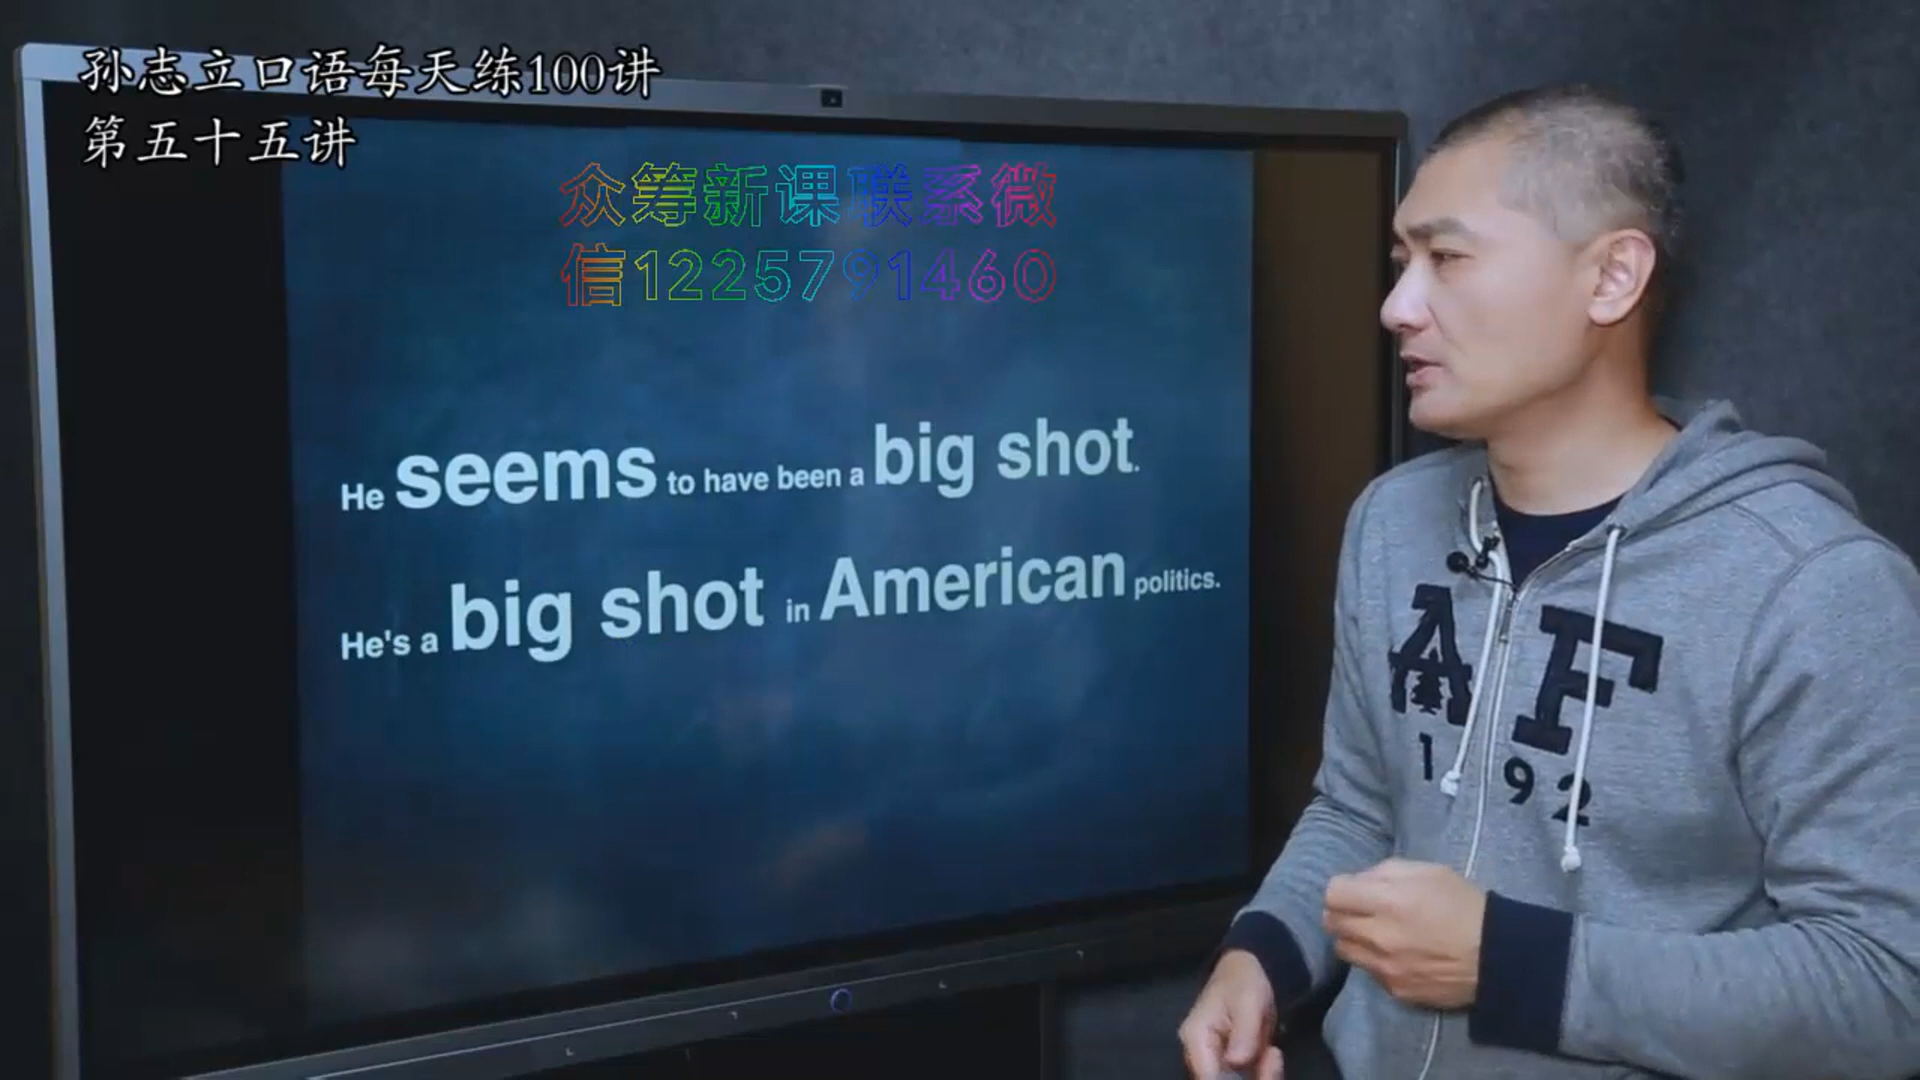 孙志立口语每天练100讲
第五十五讲
众筹新课联系微
信1225791460
He seems to have been a big shot.
He's a big shot in American politics.
AF
1 92